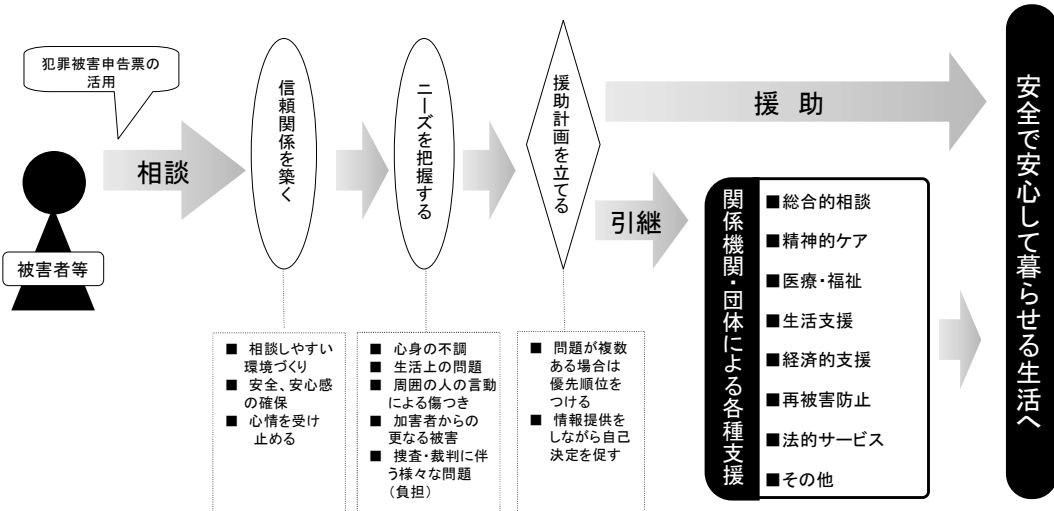 犯罪被害申告票の
活用
被害者等
相談
信頼関係を築く
■ 相談しやすい
環境づくり
■ 安全、安心感
の確保
■ 心情を受け
止める
ニーズを把握する
■ 心身の不調
■ 生活上の問題
■ 周囲の人の言動
による傷つき
■ 加害者からの
更なる被害
■ 捜査・裁判に伴
う様々な問題
(負担)
援助計画を立てる
■ 問題が複数
ある場合は
優先順位を
つける
■ 情報提供を
しながら自己
決定を促す
援 助
引継
関係機関・団体による各種支援
■総合的相談
■精神的ケア
■医療・福祉
■生活支援
■経済的支援
■再被害防止
■法的サービス
■その他
安全で安心して暮らせる生活へ